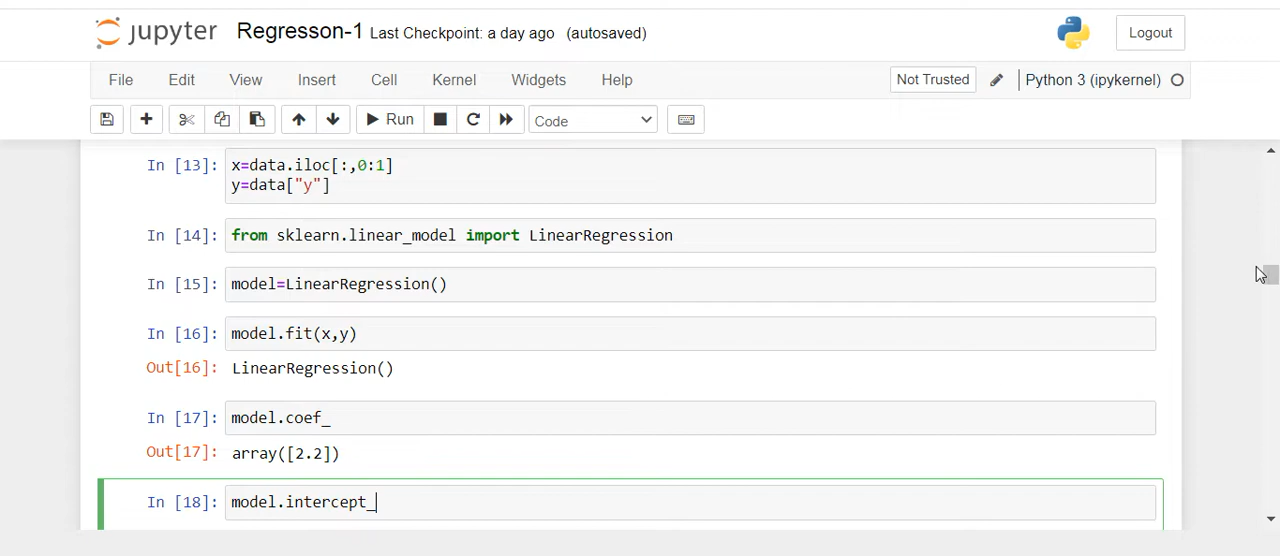 jupyter Regresson-1 Last Checkpoint: a day ago (autosaved) Logout
File Edit View Insert Cell Kernel Widgets Help Not Trusted Python 3 (ipykernel)
Run Code
In [13]: x=data.iloc[:,0:1]
y=data["y"]
In [14]: from sklearn.linear_model import LinearRegression
In [15]: model=LinearRegression()
In [16]: model.fit(x,y)
Out[16]: LinearRegression()
In [17]: model.coef_
Out[17]: array([2.2])
In [18]: model.intercept_